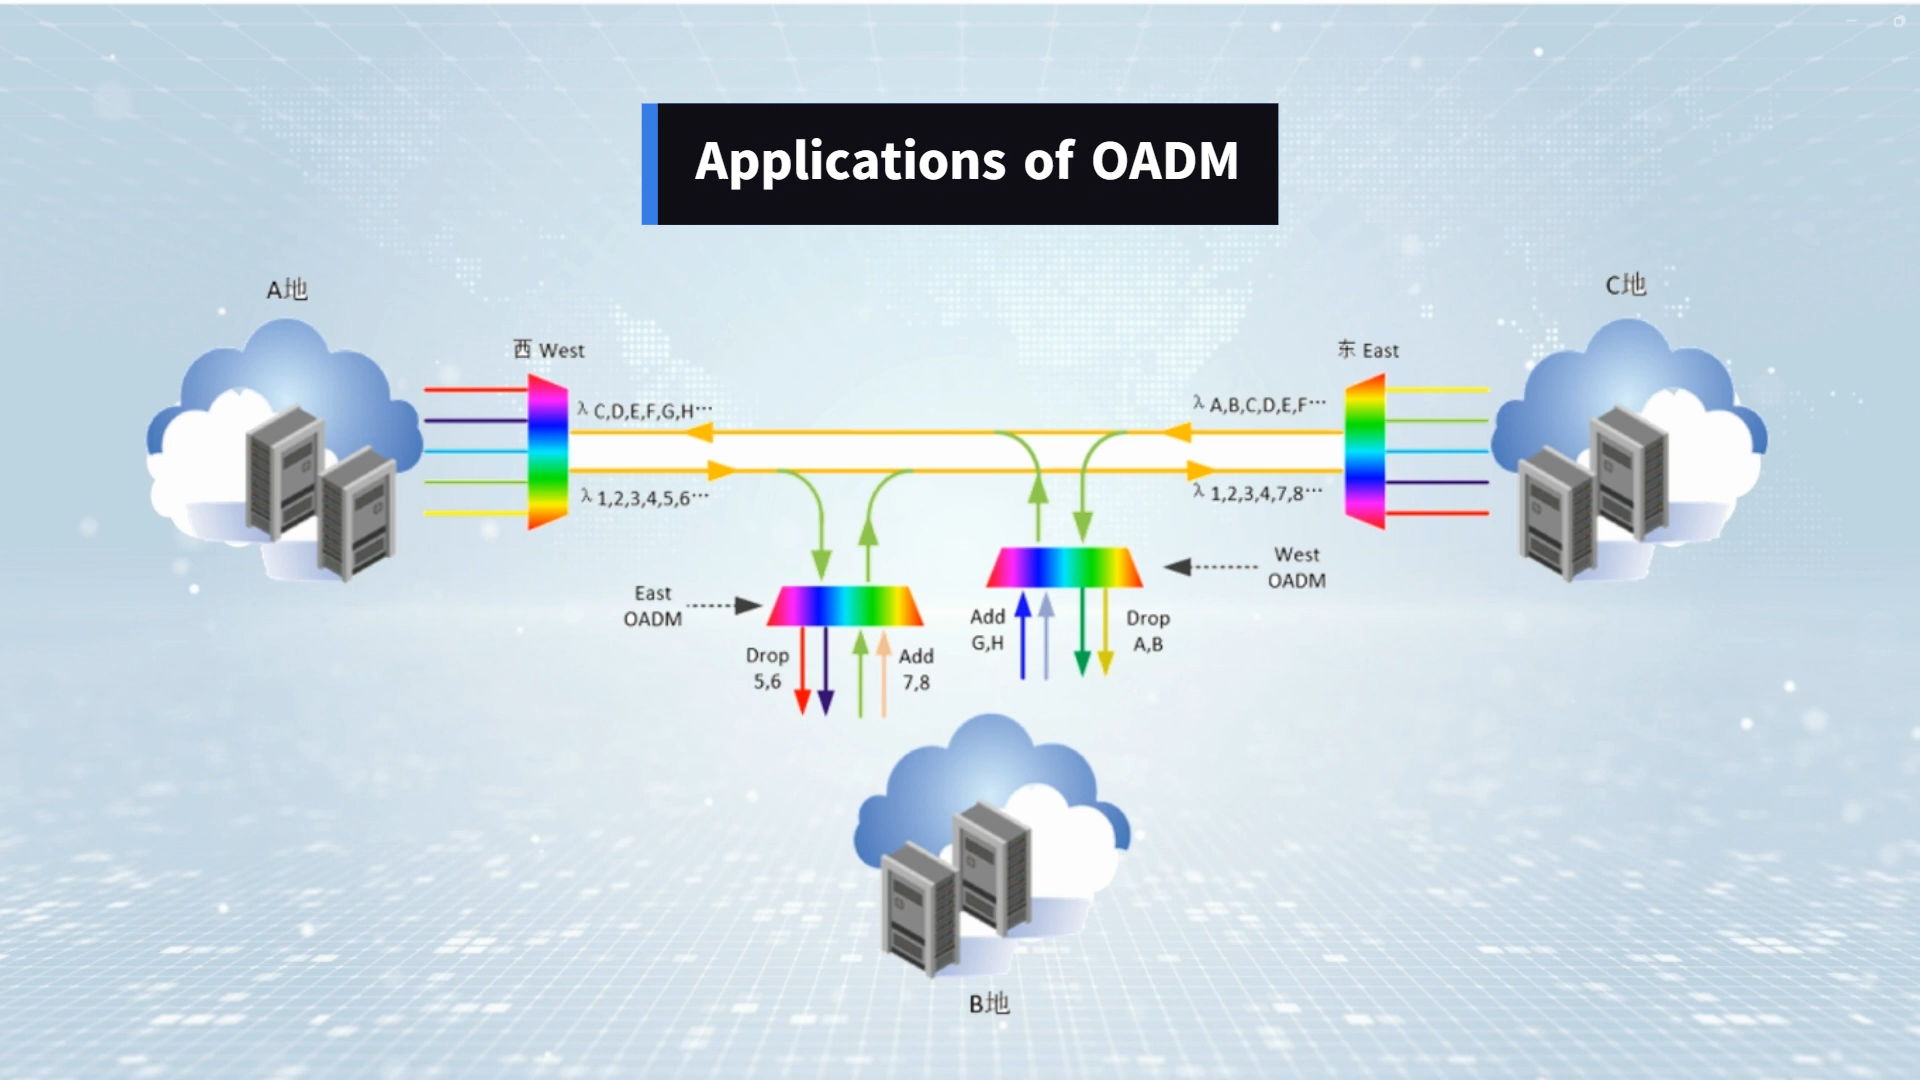 Applications of OADM
A地
C地
西 West
东 East
λ C,D,E,F,G,H···
λ A,B,C,D,E,F···
λ 1,2,3,4,5,6···
λ 1,2,3,4,7,8···
East
OADM
West
OADM
Drop
5,6
Add
7,8
Add
G,H
Drop
A,B
B地